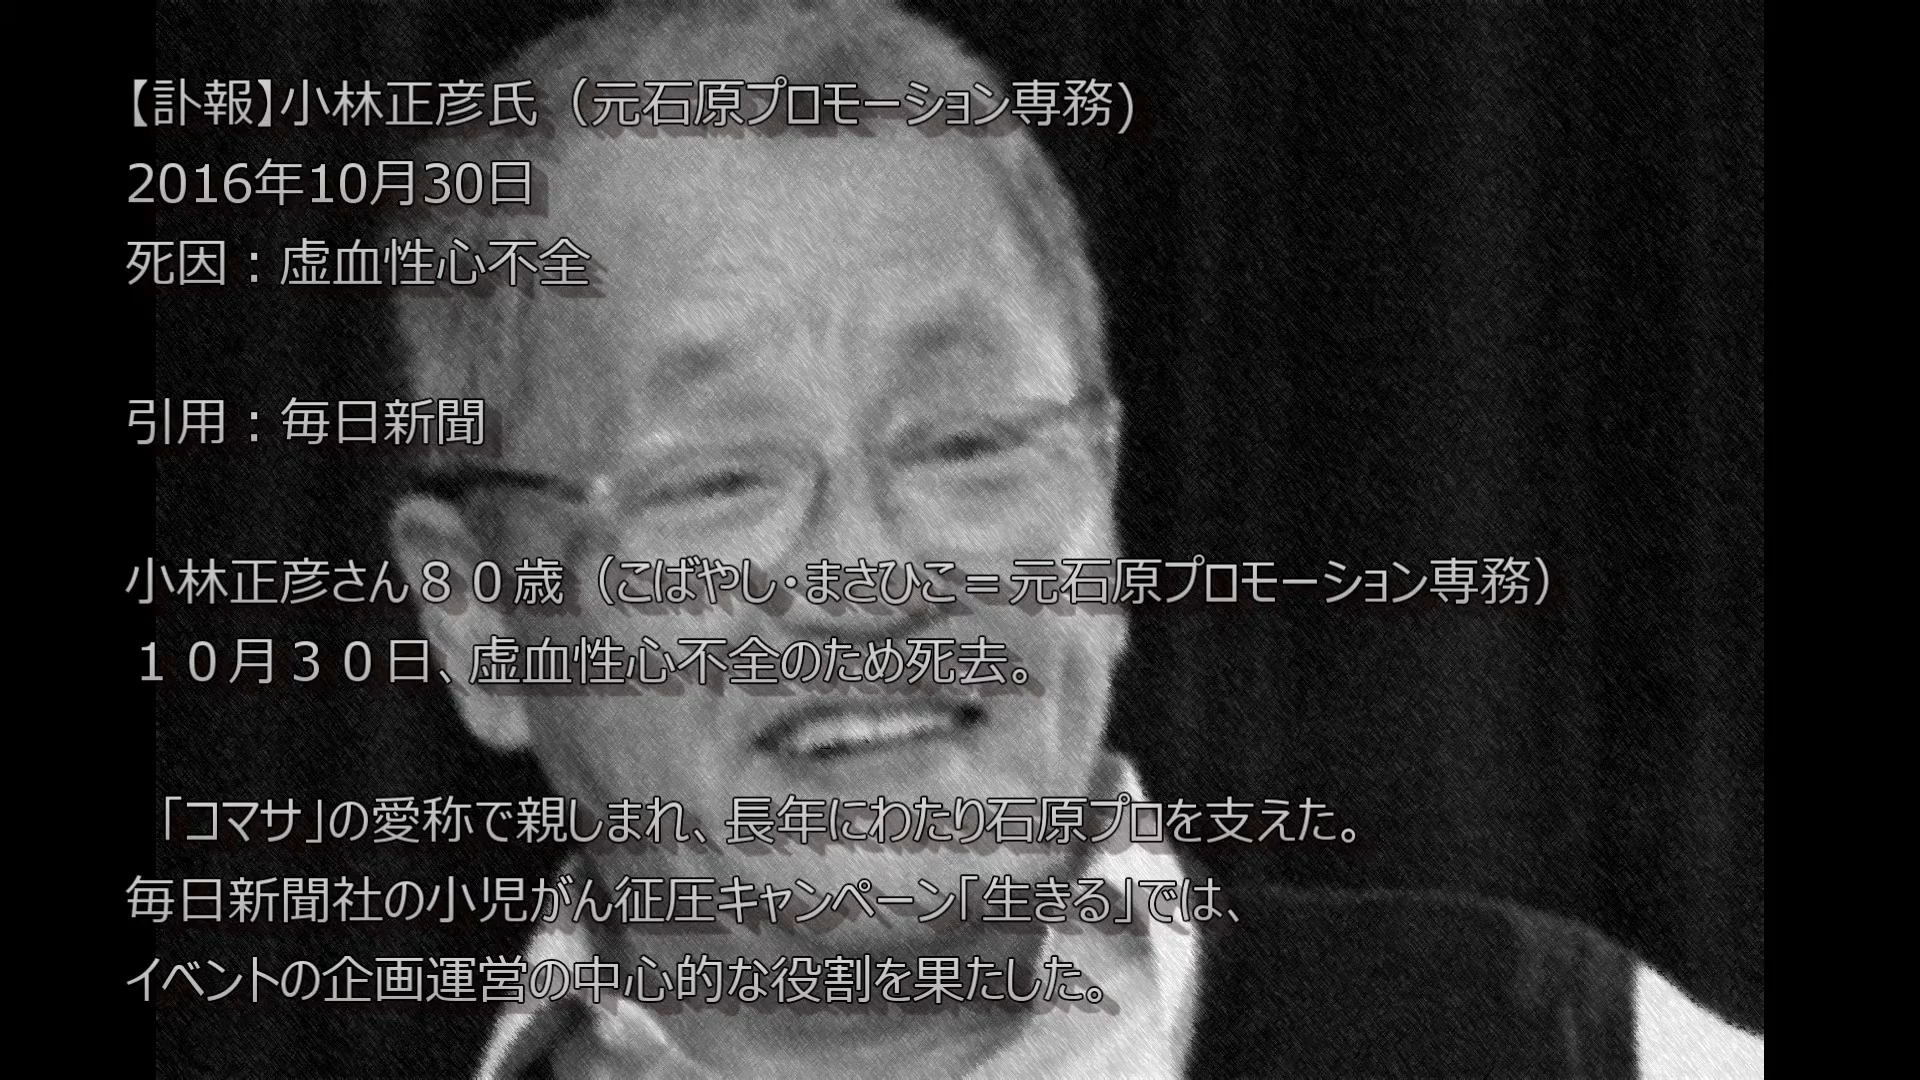 【訃報】小林正彦氏（元石原プロモーション専務)
2016年10月30日
死因：虚血性心不全
引用：毎日新聞
小林正彦さん８０歳（こばやし・まさひこ＝元石原プロモーション専務）
１０月３０日、虚血性心不全のため死去。
「コマサ」の愛称で親しまれ、長年にわたり石原プロを支えた。
毎日新聞社の小児がん征圧キャンペーン「生きる」では、
イベントの企画運営の中心的な役割を果たした。